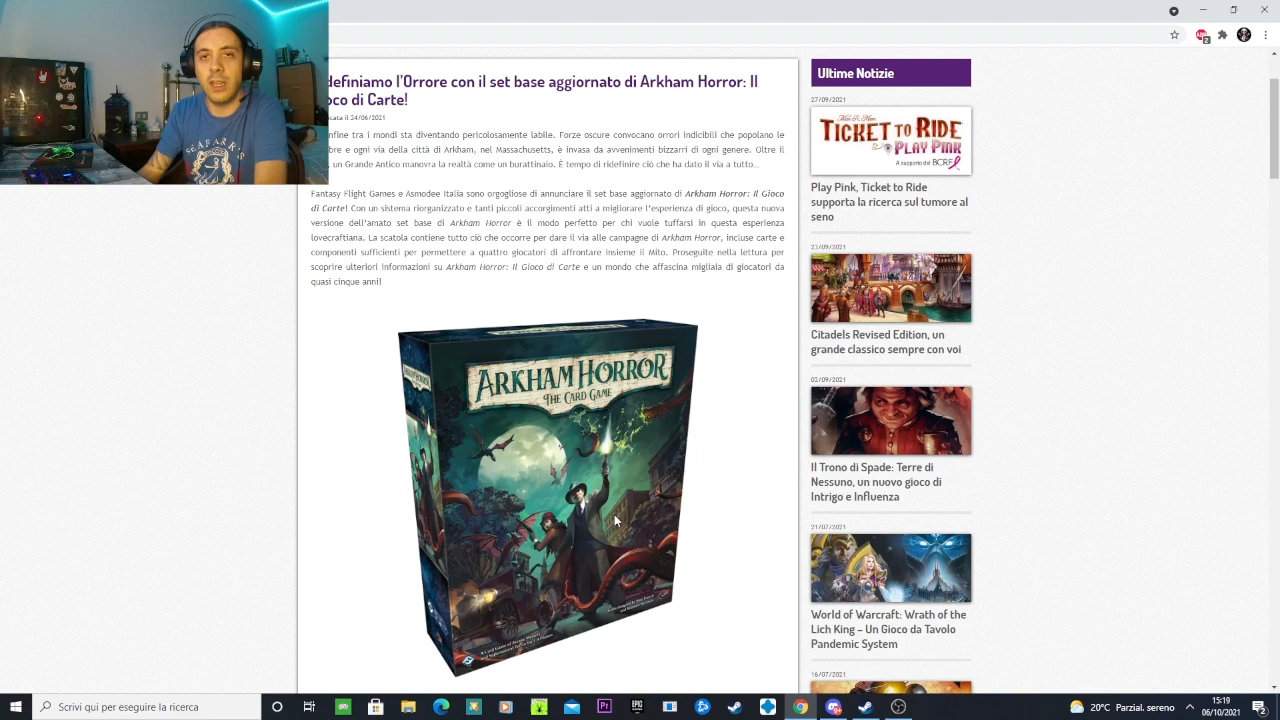 definiamo l'Orrore con il set base aggiornato di Arkham Horror: Il
oco di Carte!
icata il 24/06/2021
nfine tra i mondi sta diventando pericolosamente labile. Forze oscure convocano orrori indicibili che popolano le
bre e ogni via della città di Arkham, nel Massachusetts, è invasa da avvenimenti bizzarri di ogni genere. Oltre il
, un Grande Antico manovra la realtà come un burattinaio. È tempo di ridefinire ciò che ha dato il via a tutto…
Fantasy Flight Games e Asmodee Italia sono orgogliose di annunciare il set base aggiornato di Arkham Horror: Il Gioco
di Carte! Con un sistema riorganizzato e tanti piccoli accorgimenti atti a migliorare l'esperienza di gioco, questa nuova
versione dell'amato set base di Arkham Horror è il modo perfetto per chi vuole tuffarsi in questa esperienza
lovecraftiana. La scatola contiene tutto ciò che occorre per dare il via alle campagne di Arkham Horror, incluse carte e
componenti sufficienti per permettere a quattro giocatori di affrontare insieme il Mito. Proseguite nella lettura per
scoprire ulteriori informazioni su Arkham Horror: Il Gioco di Carte e un mondo che affascina migliaia di giocatori da
quasi cinque anni!
ARKHAM HORROR
THE CARD GAME
Ultime Notizie
27/09/2021
TICKET TO RIDE
PLAY PINK
A supporto del BCRF
Play Pink, Ticket to Ride
supporta la ricerca sul tumore al
seno
23/09/2021
Citadels Revised Edition, un
grande classico sempre con voi
02/09/2021
Il Trono di Spade: Terre di
Nessuno, un nuovo gioco di
Intrigo e Influenza
21/07/2021
World of Warcraft: Wrath of the
Lich King – Un Gioco da Tavolo
Pandemic System
16/07/2021
Scrivi qui per eseguire la ricerca
20°C Parzial. sereno
15:19
06/10/2021